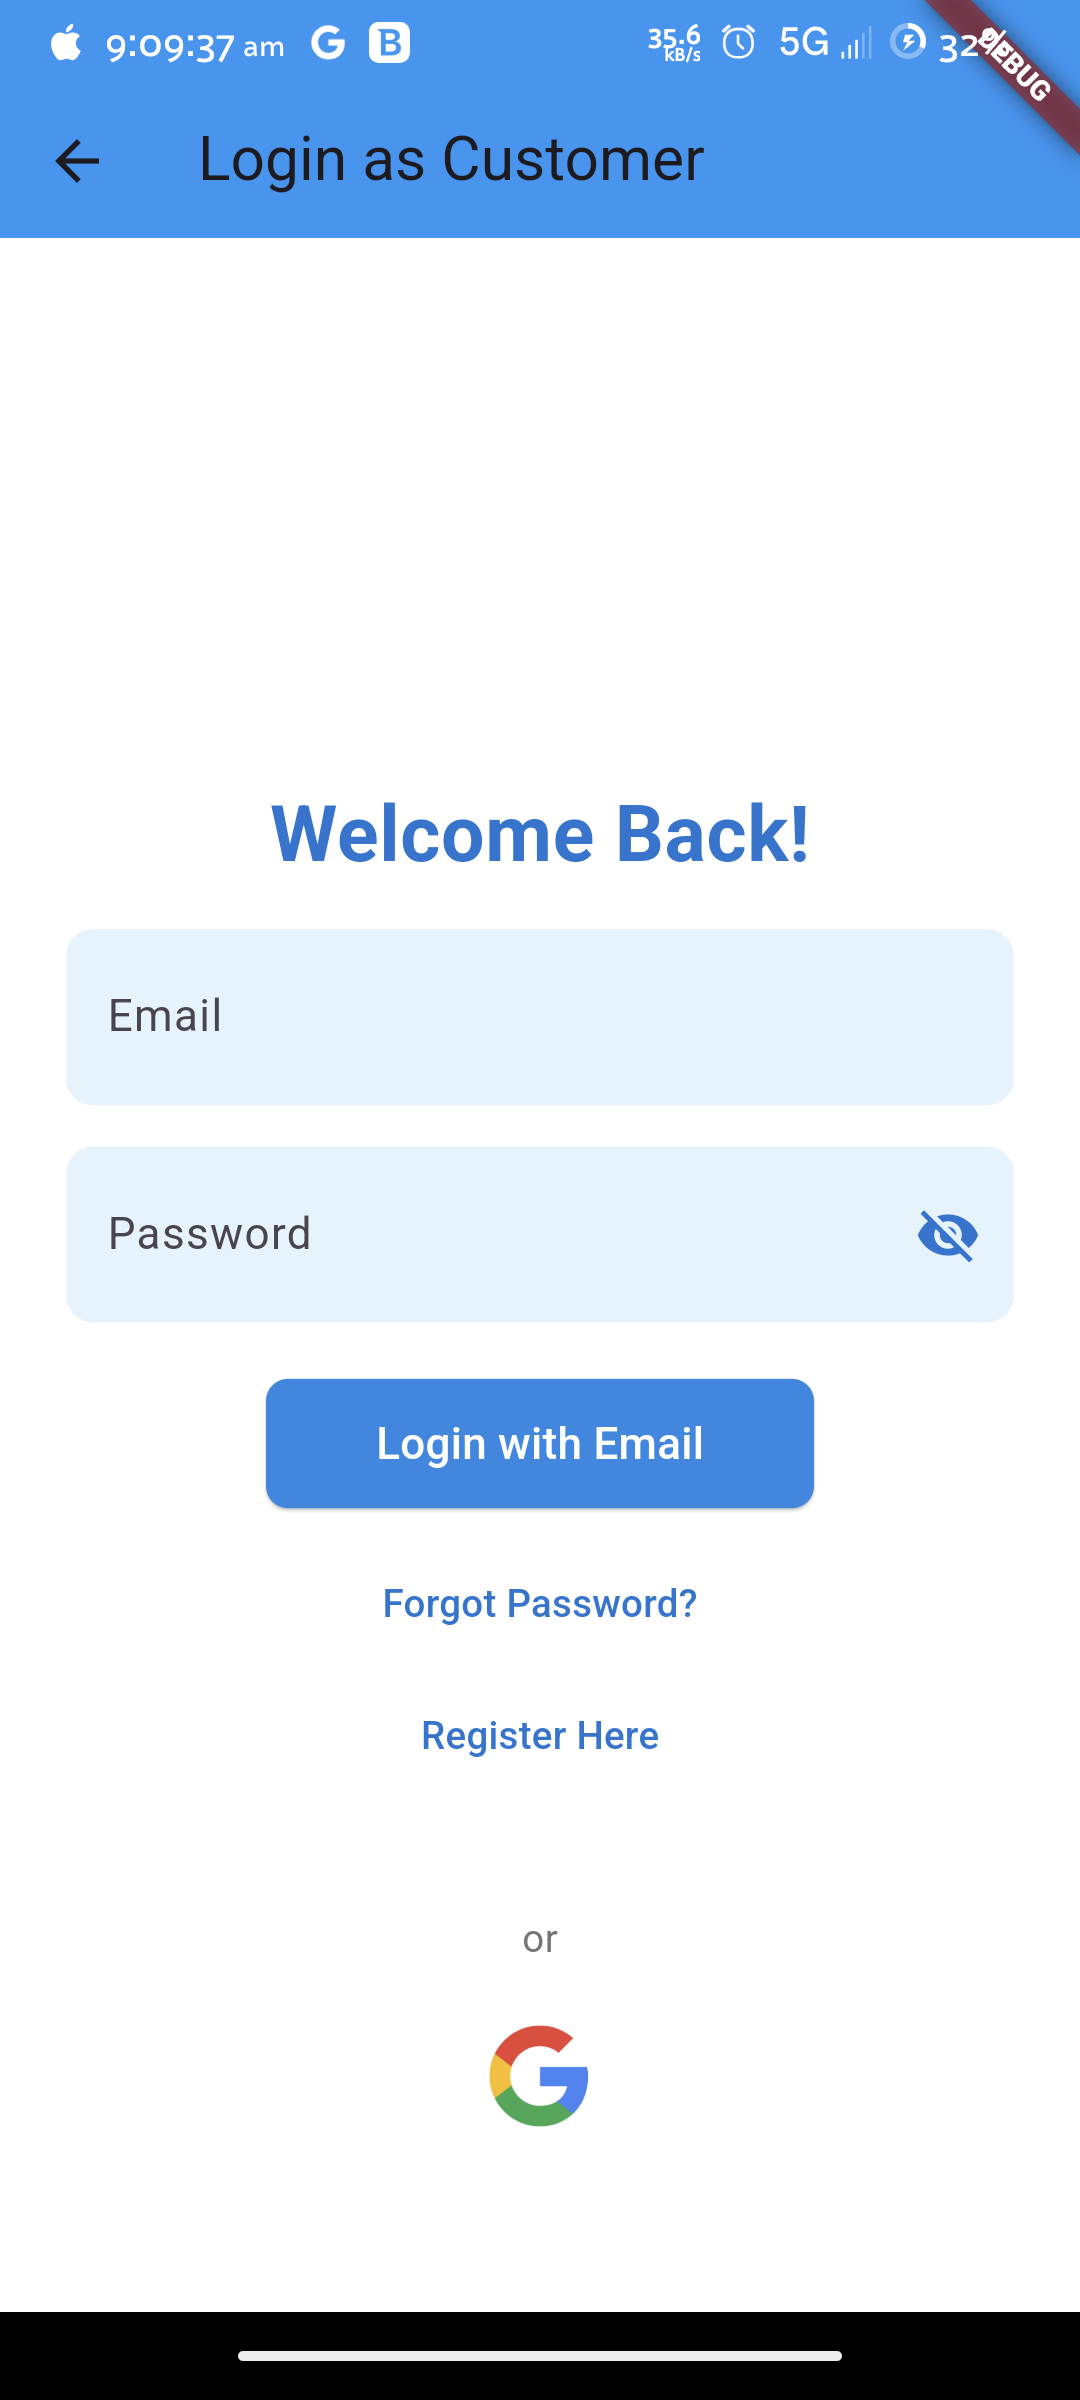 9:09:37 am G B 35.6 kB/s 5G 32%
DEBUG
Login as Customer
Welcome Back!
Email
Password
Login with Email
Forgot Password?
Register Here
or